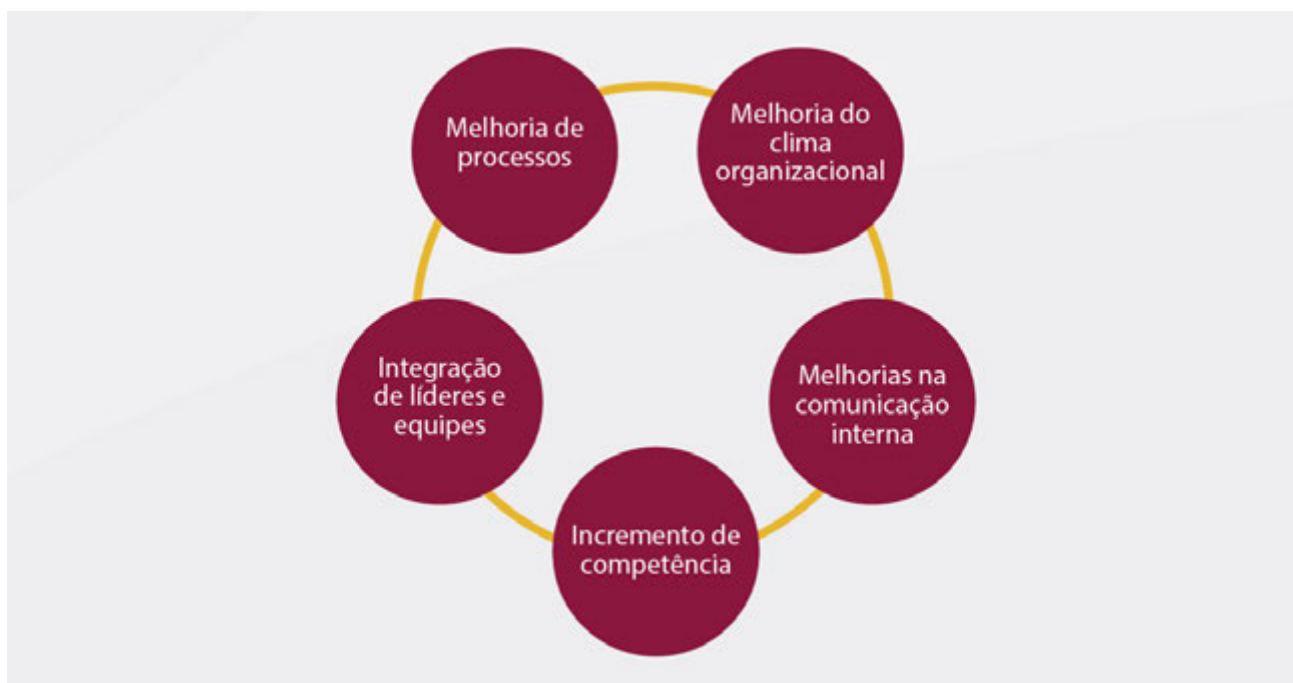 Melhoria de
processos
Melhoria do
clima
organizacional
Integração
de líderes e
equipes
Melhorias na
comunicação
interna
Incremento de
competência